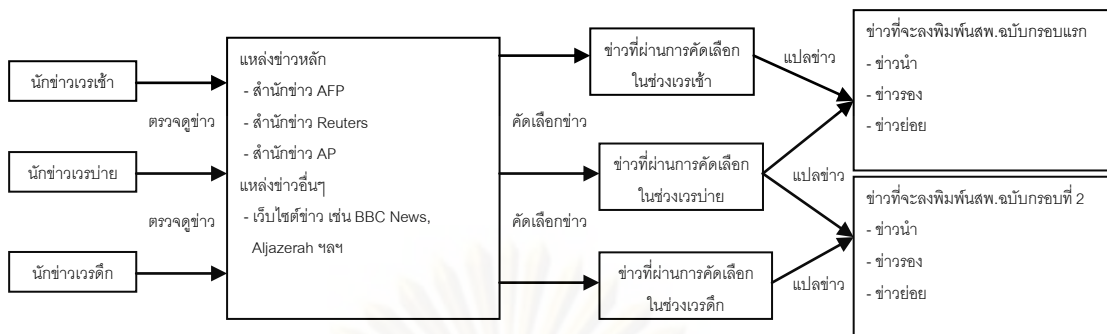 นักข่าวเวรเช้า
ตรวจดูข่าว
นักข่าวเวรบ่าย
ตรวจดูข่าว
นักข่าวเวรดึก
แหล่งข่าวหลัก
- สำนักข่าว AFP
- สำนักข่าว Reuters
- สำนักข่าว AP
แหล่งข่าวอื่นๆ
- เว็บไซต์ข่าว เช่น BBC News,
Aljazerah ฯลฯ
คัดเลือกข่าว
คัดเลือกข่าว
ข่าวที่ผ่านการคัดเลือก
ในช่วงเวรเช้า
ข่าวที่ผ่านการคัดเลือก
ในช่วงเวรบ่าย
ข่าวที่ผ่านการคัดเลือก
ในช่วงเวรดึก
แปลข่าว
แปลข่าว
แปลข่าว
ข่าวที่จะลงพิมพ์นสพ.ฉบับกรอบแรก
- ข่าวนำ
- ข่าวรอง
- ข่าวย่อย
ข่าวที่จะลงพิมพ์นสพ.ฉบับกรอบที่ 2
- ข่าวนำ
- ข่าวรอง
- ข่าวย่อย